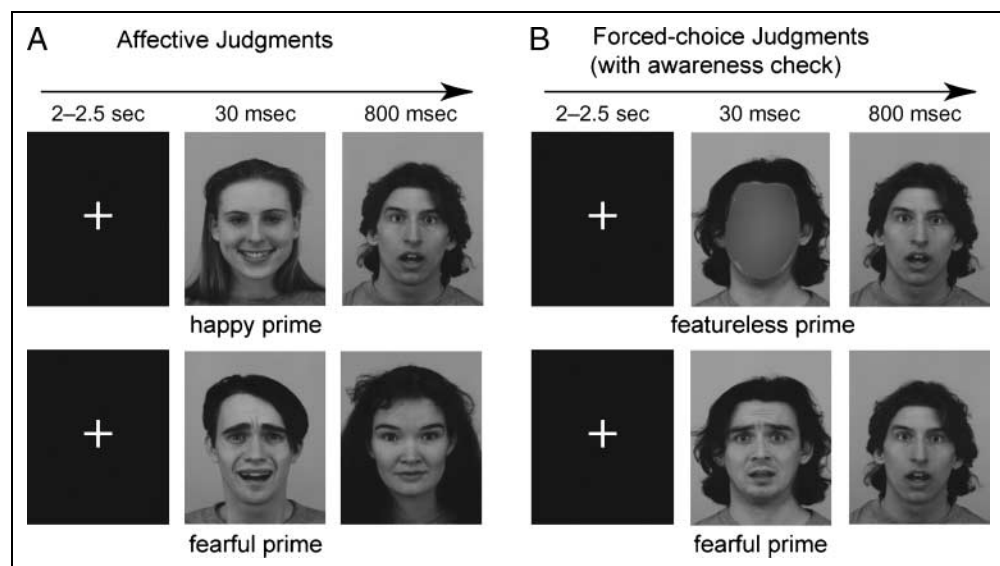 A Affective Judgments
2–2.5 sec 30 msec 800 msec
happy prime
fearful prime
B Forced-choice Judgments
(with awareness check)
2–2.5 sec 30 msec 800 msec
featureless prime
fearful prime